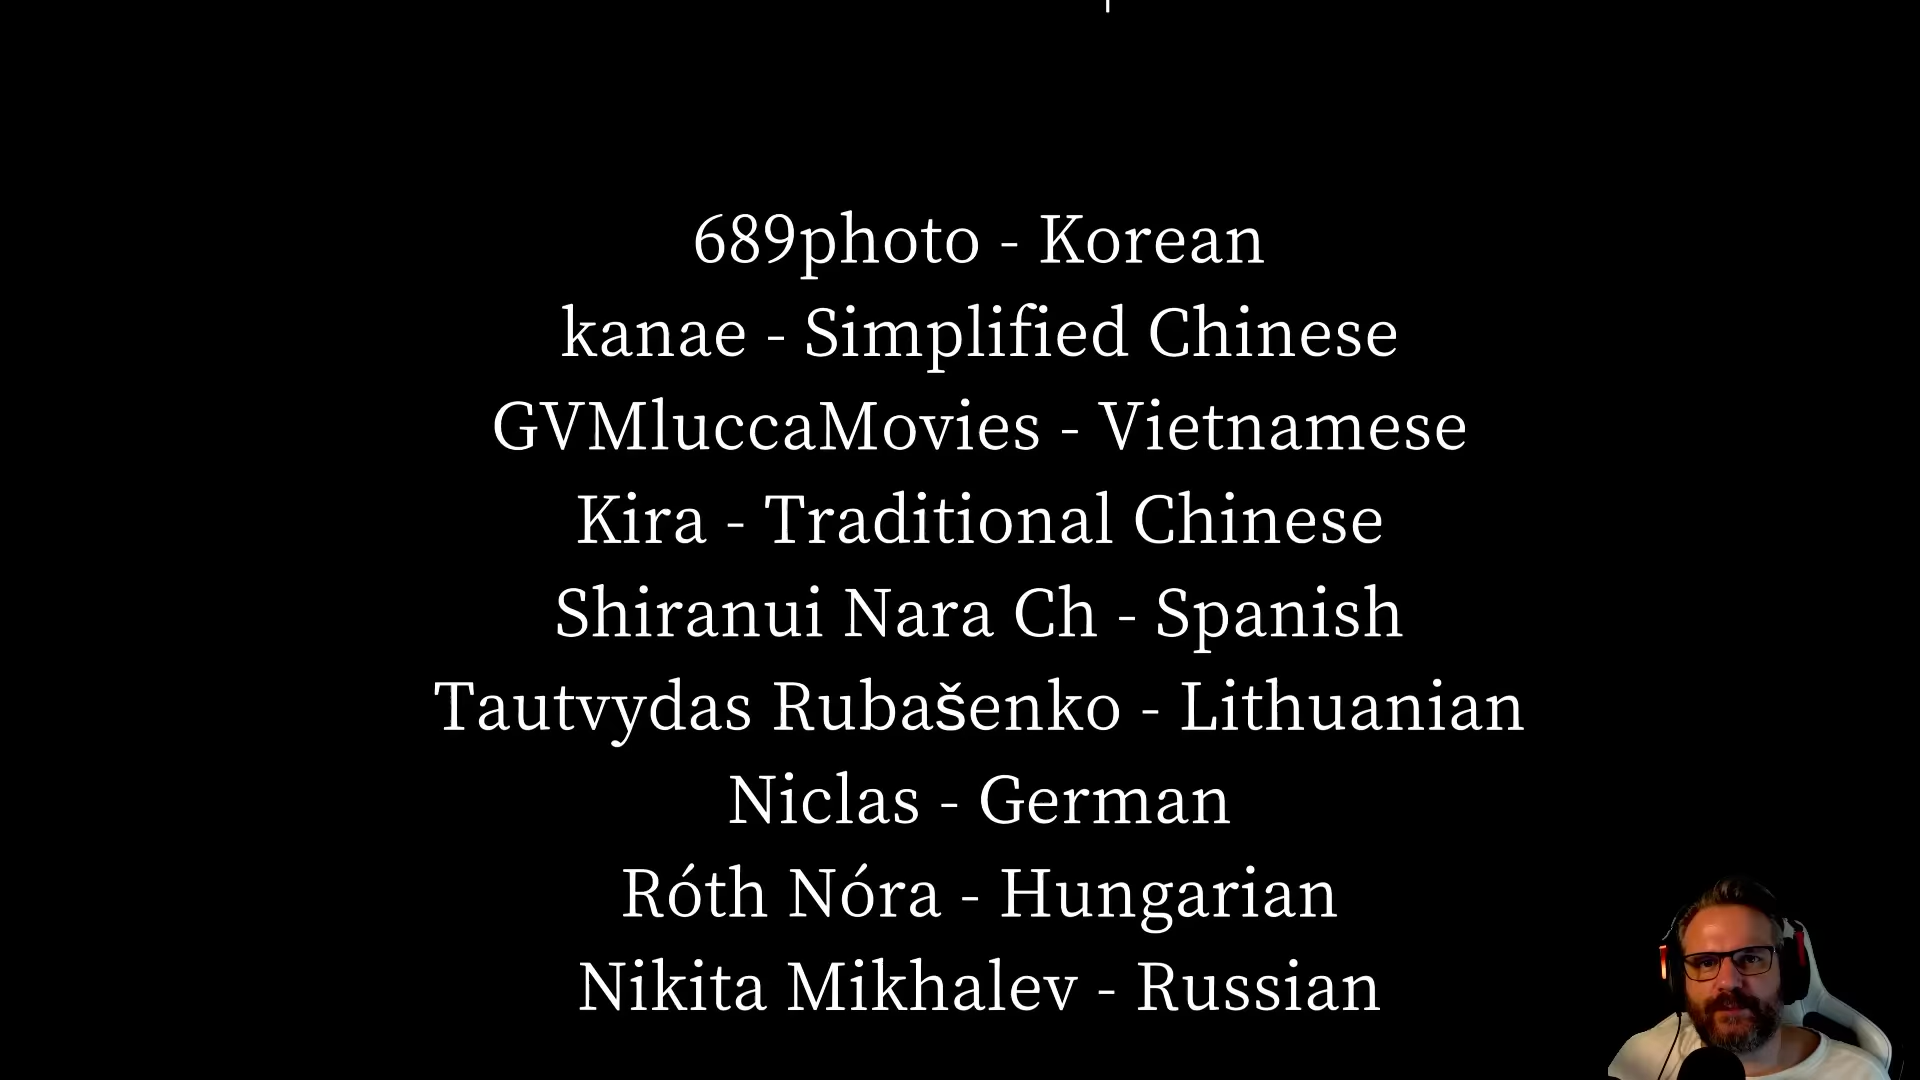 689photo - Korean
kanae - Simplified Chinese
GVMluccaMovies - Vietnamese
Kira - Traditional Chinese
Shiranui Nara Ch - Spanish
Tautvydas Rubašenko - Lithuanian
Niclas - German
Róth Nóra - Hungarian
Nikita Mikhalev - Russian